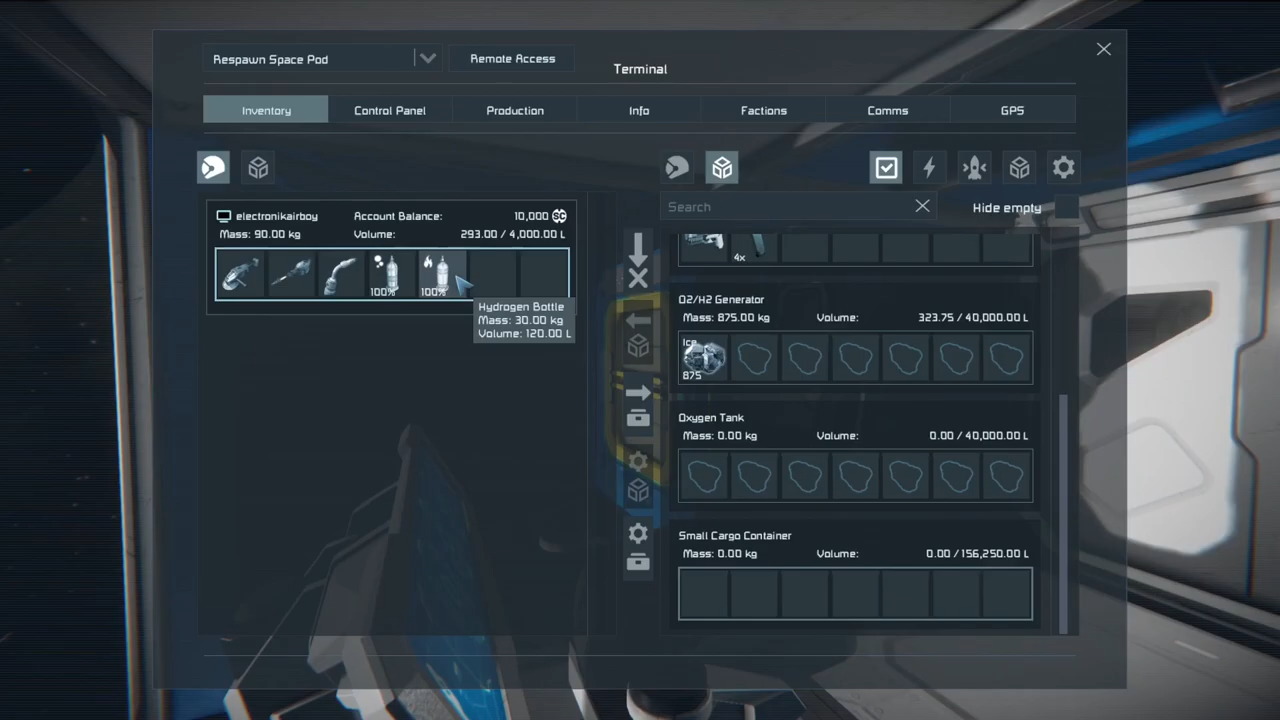 Respawn Space Pod
Remote Access
Terminal
Inventory
Control Panel
Production
Info
Factions
Comms
GPS
Search
Hide empty
electronikairboy Account Balance: 10,000 SC
Mass: 90.00 kg Volume: 293.00 / 4,000.00 L
100%
100%
Hydrogen Bottle
Mass: 30.00 kg
Volume: 120.00 L
4x
O2/H2 Generator
Mass: 875.00 kg Volume: 323.75 / 40,000.00 L
Ice
875
Oxygen Tank
Mass: 0.00 kg Volume: 0.00 / 40,000.00 L
Small Cargo Container
Mass: 0.00 kg Volume: 0.00 / 156,250.00 L